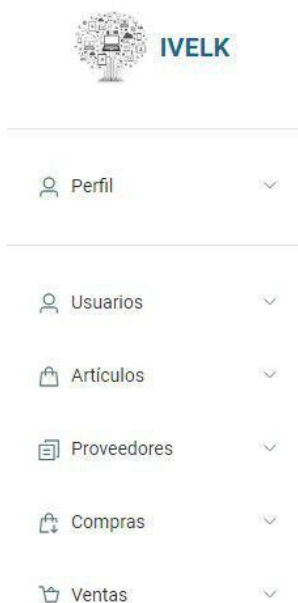 IVELK
Perfil
Usuarios
Artículos
Proveedores
Compras
Ventas